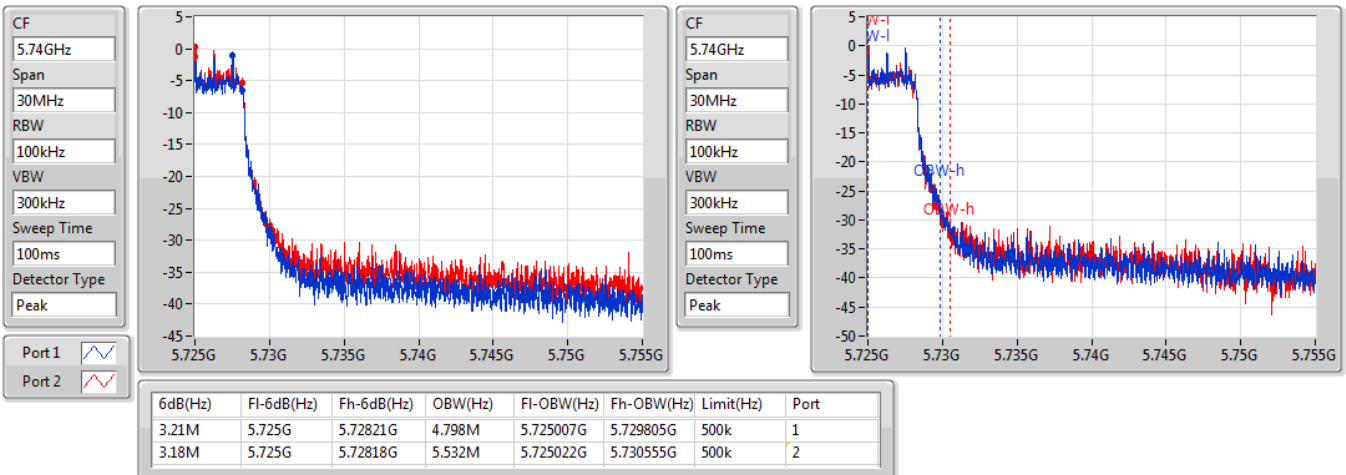 CF
5.74GHz
Span
30MHz
RBW
100kHz
VBW
300kHz
Sweep Time
100ms
Detector Type
Peak
Port 1
Port 2
5
0
-5
-10
-15
-20
-25
-30
-35
-40
-45
5.725G 5.73G 5.735G 5.74G 5.745G 5.75G 5.755G
CF
5.74GHz
Span
30MHz
RBW
100kHz
VBW
300kHz
Sweep Time
100ms
Detector Type
Peak
5
0
-5
-10
-15
-20
-25
-30
-35
-40
-45
-50
W-l
W-l
OBW-h
OBW-h
5.725G 5.73G 5.735G 5.74G 5.745G 5.75G 5.755G
6dB(Hz) Fl-6dB(Hz) Fh-6dB(Hz) OBW(Hz) Fl-OBW(Hz) Fh-OBW(Hz) Limit(Hz) Port
3.21M 5.725G 5.72821G 4.798M 5.725007G 5.729805G 500k 1
3.18M 5.725G 5.72818G 5.532M 5.725022G 5.730555G 500k 2